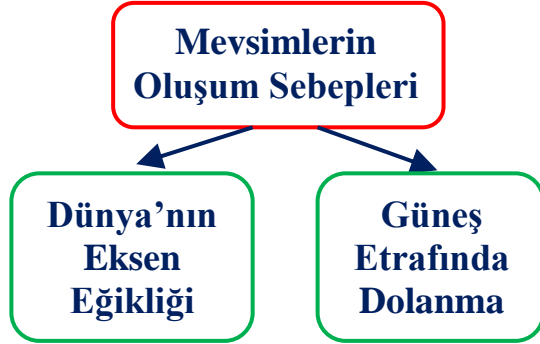 Mevsimlerin
Oluşum Sebepleri
Dünya’nın
Eksen
Eğikliği
Güneş
Etrafında
Dolanma